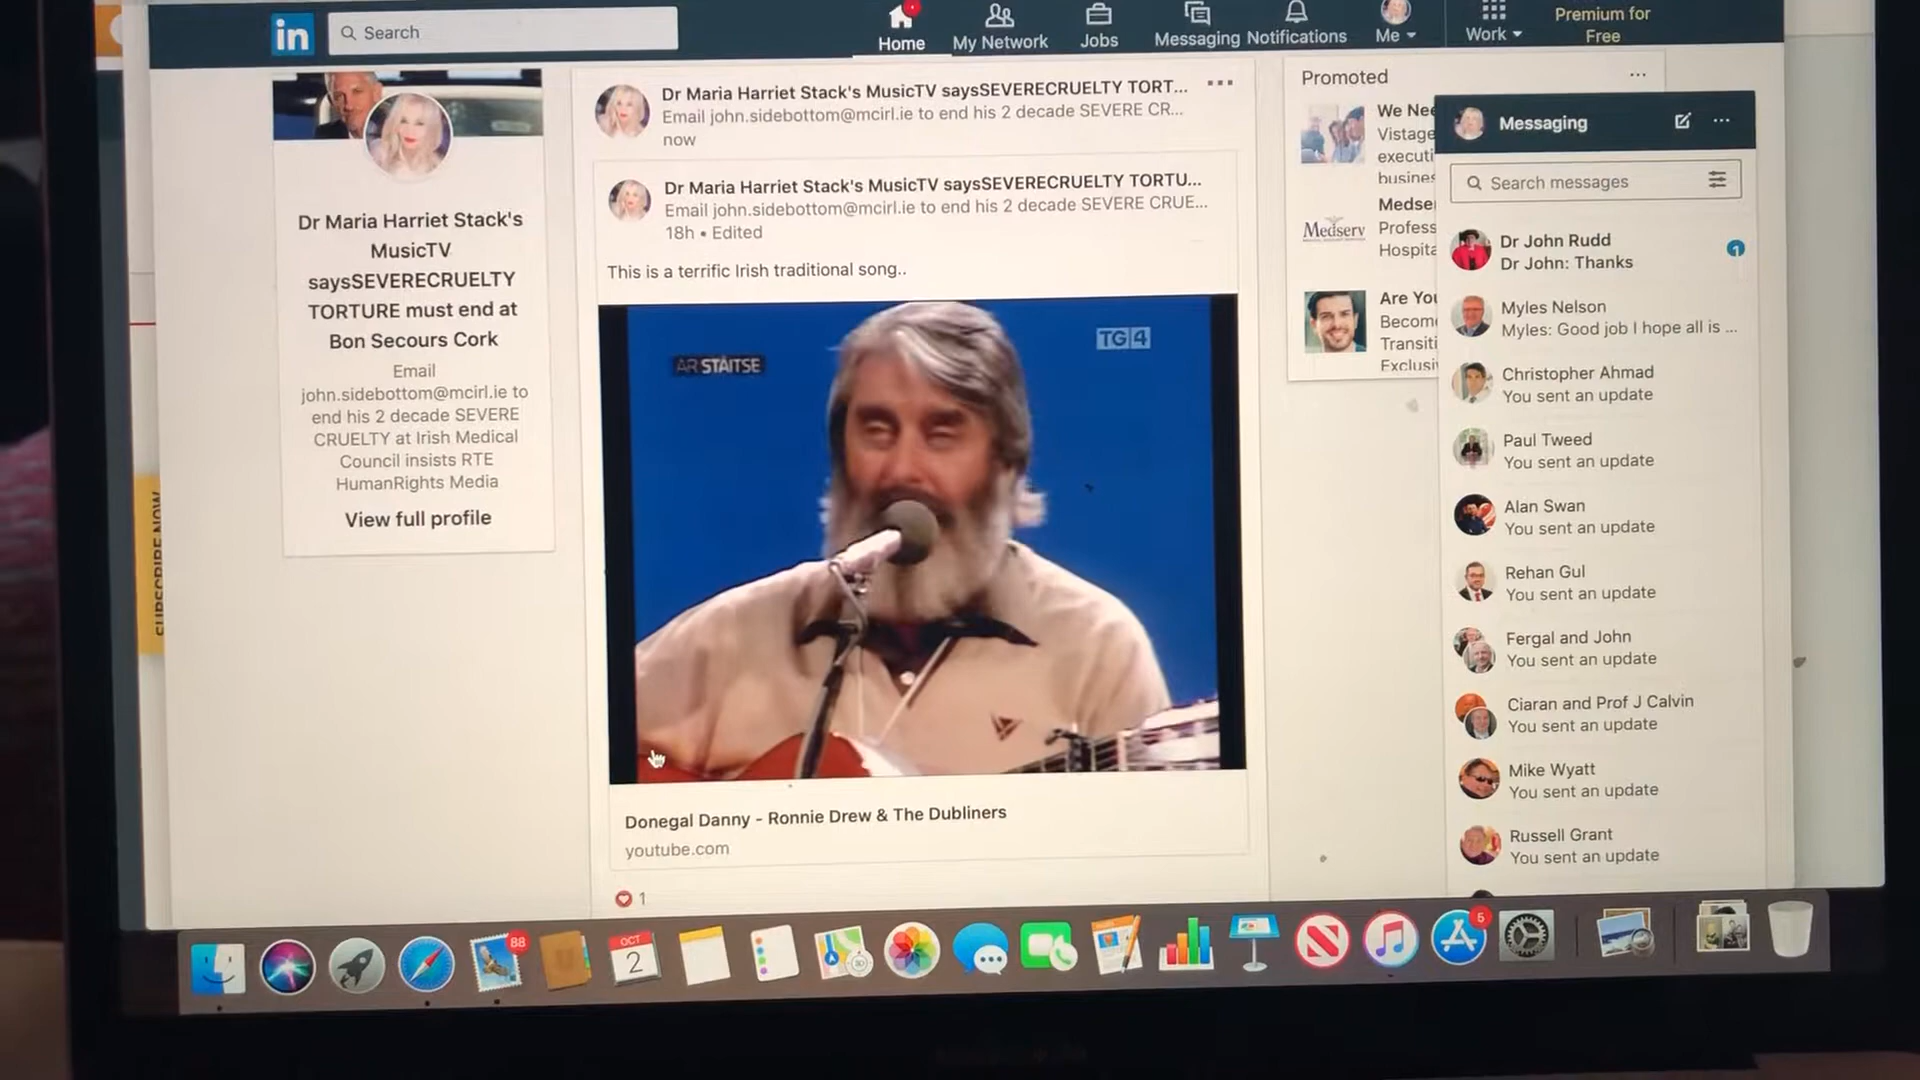 in
Search
Home
My Network
Jobs
Messaging
Notifications
Me
Work
Premium for
Free
Dr Maria Harriet Stack's
MusicTV
saysSEVERECRUELTY
TORTURE must end at
Bon Secours Cork
Email
john.sidebottom@mcirl.ie to
end his 2 decade SEVERE
CRUELTY at Irish Medical
Council insists RTE
HumanRights Media
View full profile
SUBSCRIBE NOW
Dr Maria Harriet Stack's MusicTV saysSEVERECRUELTY TORT...
Email john.sidebottom@mcirl.ie to end his 2 decade SEVERE CR...
now
Dr Maria Harriet Stack's MusicTV saysSEVERECRUELTY TORTU...
Email john.sidebottom@mcirl.ie to end his 2 decade SEVERE CRUE...
18h • Edited
This is a terrific Irish traditional song..
AR STÁITSE
TG4
Donegal Danny - Ronnie Drew & The Dubliners
youtube.com
1
Promoted
We Nee
Vistage
executi
busines
Medserv
Medser
Profess
Hospita
Are You
Become
Transiti
Exclusiv
Messaging
Search messages
Dr John Rudd
Dr John: Thanks
1
Myles Nelson
Myles: Good job I hope all is ...
Christopher Ahmad
You sent an update
Paul Tweed
You sent an update
Alan Swan
You sent an update
Rehan Gul
You sent an update
Fergal and John
You sent an update
Ciaran and Prof J Calvin
You sent an update
Mike Wyatt
You sent an update
Russell Grant
You sent an update
88
OCT
2
5